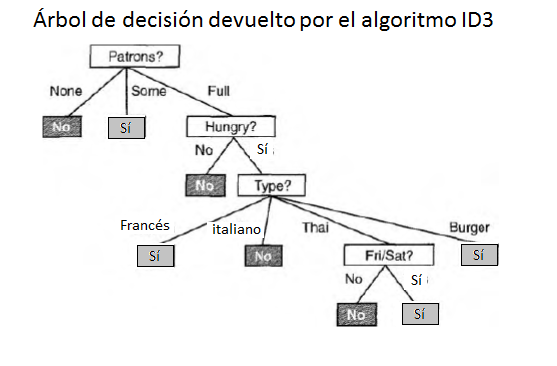 Árbol de decisión devuelto por el algoritmo ID3
Patrons?
None Some Full
No Sí Hungry?
No Sí
No Type?
Francés italiano Thai Burger
Sí No Fri/Sat? Sí
No Sí
No Sí